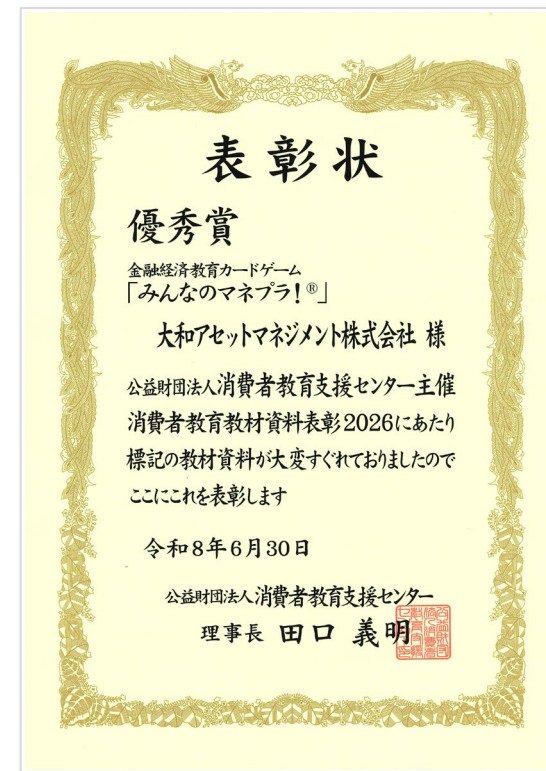 表彰状
優秀賞
金融経済教育カードゲーム
「みんなのマネプラ!®」
大和アセットマネジメント株式会社 様
公益財団法人消費者教育支援センター主催
消費者教育教材資料表彰2026にあたり
標記の教材資料が大変すぐれておりましたので
ここにこれを表彰します
令和8年6月30日
公益財団法人消費者教育支援センター
理事長 田口 義明